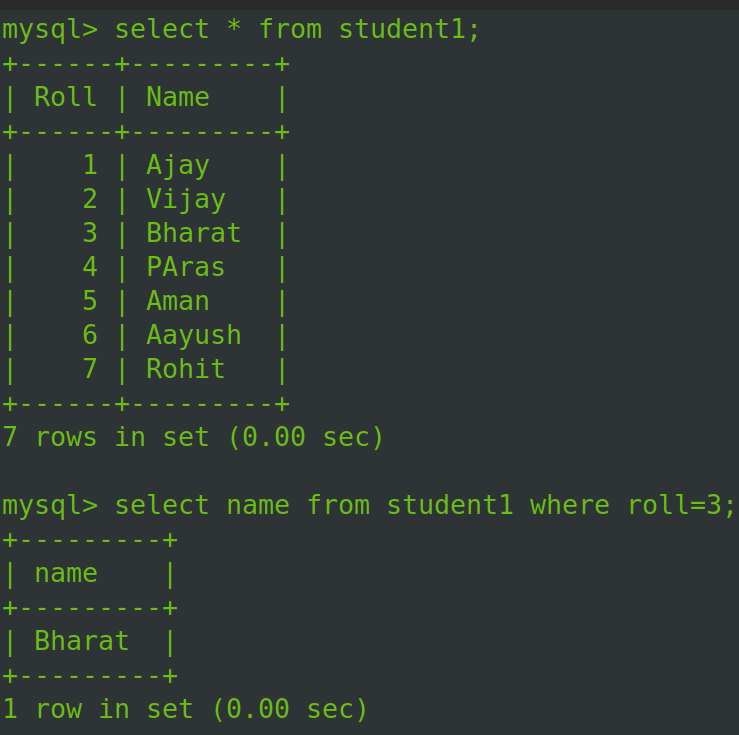 mysql> select * from student1;
+------+---------+
| Roll | Name    |
+------+---------+
|    1 | Ajay    |
|    2 | Vijay   |
|    3 | Bharat  |
|    4 | PAras   |
|    5 | Aman    |
|    6 | Aayush  |
|    7 | Rohit   |
+------+---------+
7 rows in set (0.00 sec)

mysql> select name from student1 where roll=3;
+---------+
| name    |
+---------+
| Bharat  |
+---------+
1 row in set (0.00 sec)